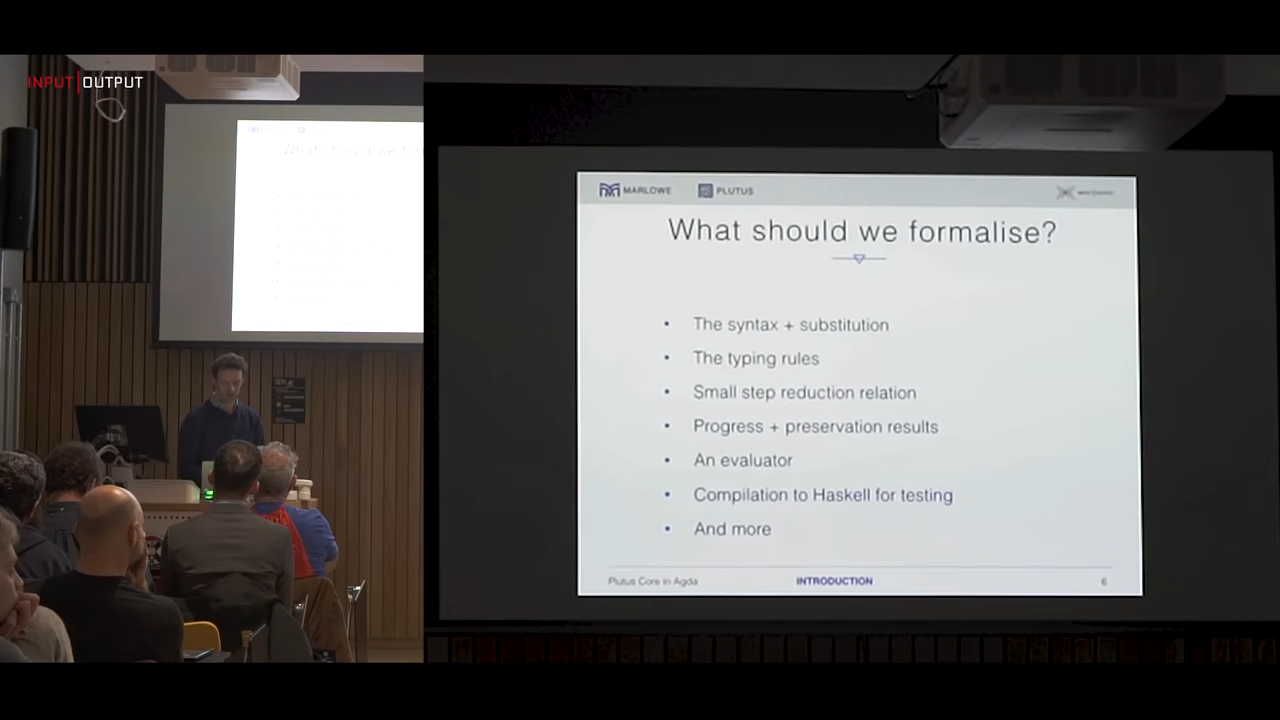 INPUT | OUTPUT
MARLOWE PLUTUS
What should we formalise?
• The syntax + substitution
• The typing rules
• Small step reduction relation
• Progress + preservation results
• An evaluator
• Compilation to Haskell for testing
• And more
Plutus Core in Agda INTRODUCTION 6